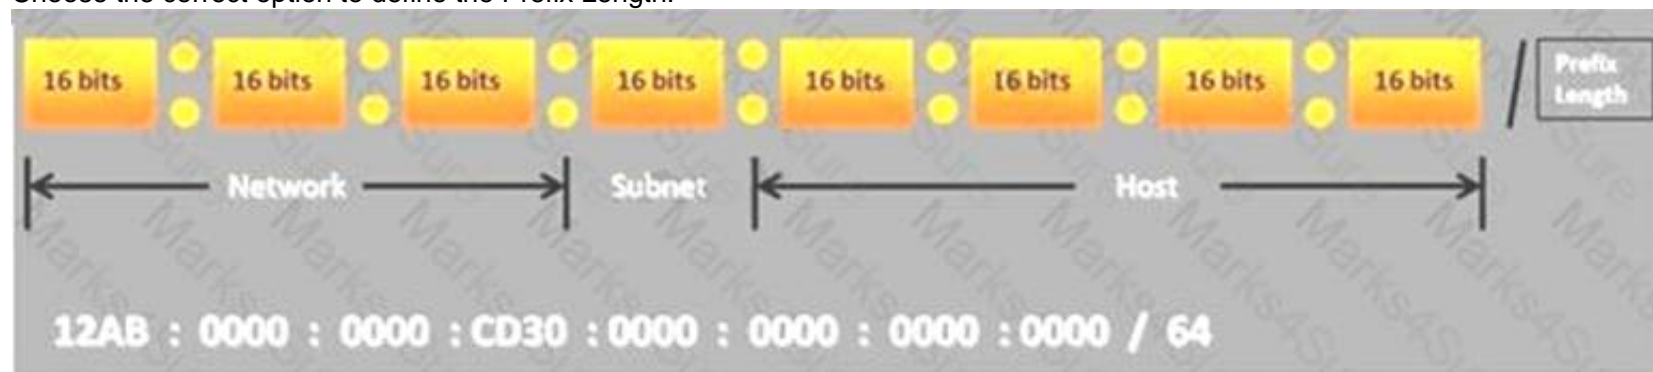 Choose the correct option to define the Prefix Length.
16 bits 16 bits 16 bits 16 bits 16 bits 16 bits 16 bits 16 bits / Prefix Length
Network Subnet Host
12AB : 0000 : 0000 : CD30 : 0000 : 0000 : 0000 : 0000 / 64